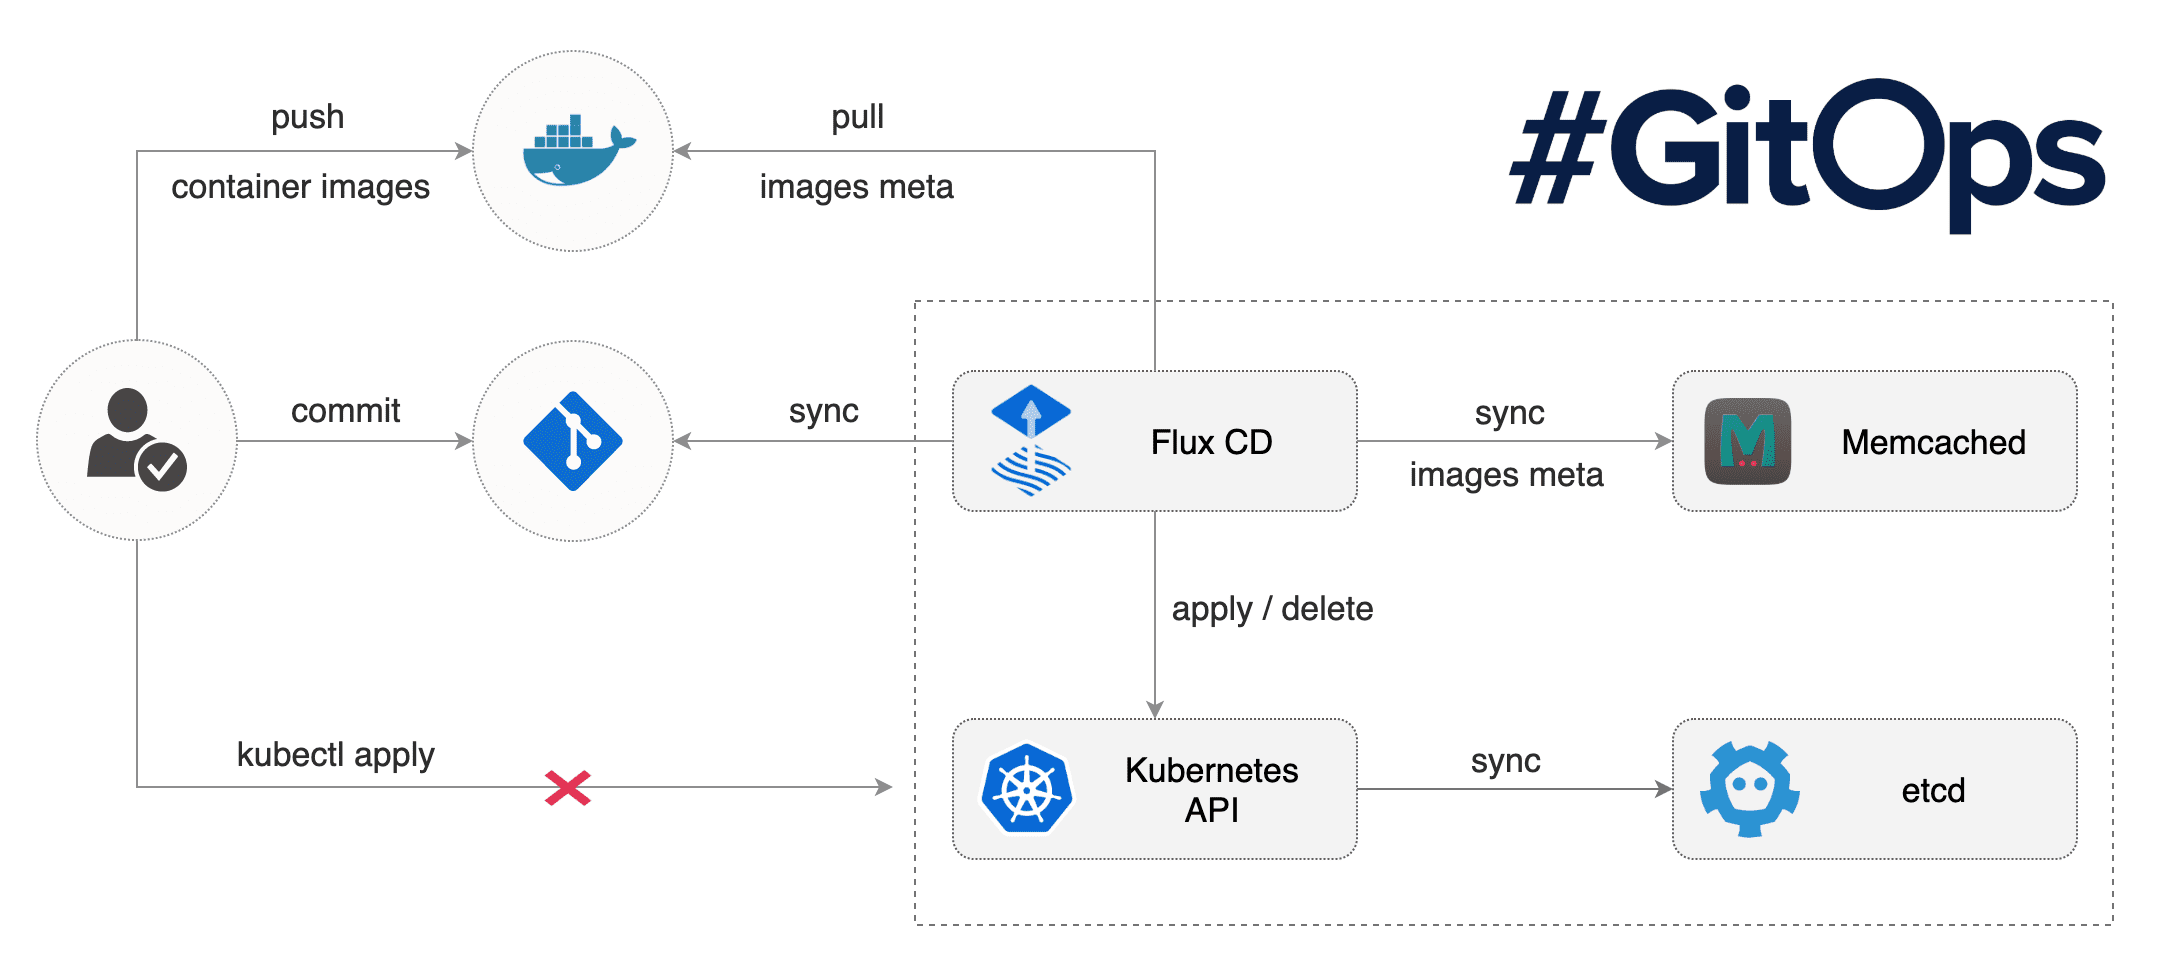 #GitOps
push
container images
pull
images meta
commit
sync
Flux CD
sync
images meta
Memcached
apply / delete
kubectl apply
Kubernetes
API
sync
etcd